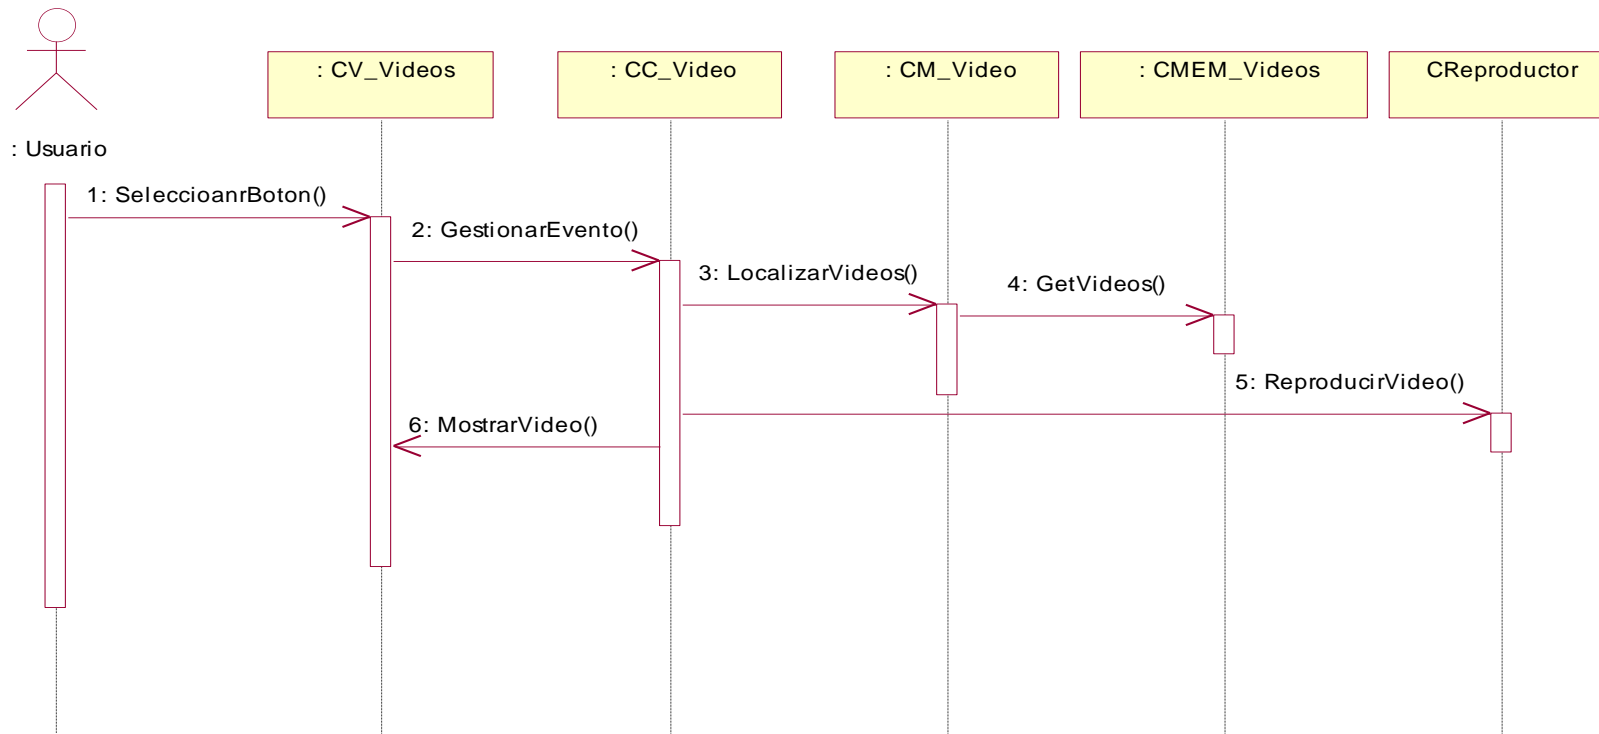 : CV_Videos
: CC_Video
: CM_Video
: CMEM_Videos
CReproductor
: Usuario
1: SeleccioanrBoton()
2: GestionarEvento()
3: LocalizarVideos()
4: GetVideos()
5: ReproducirVideo()
6: MostrarVideo()